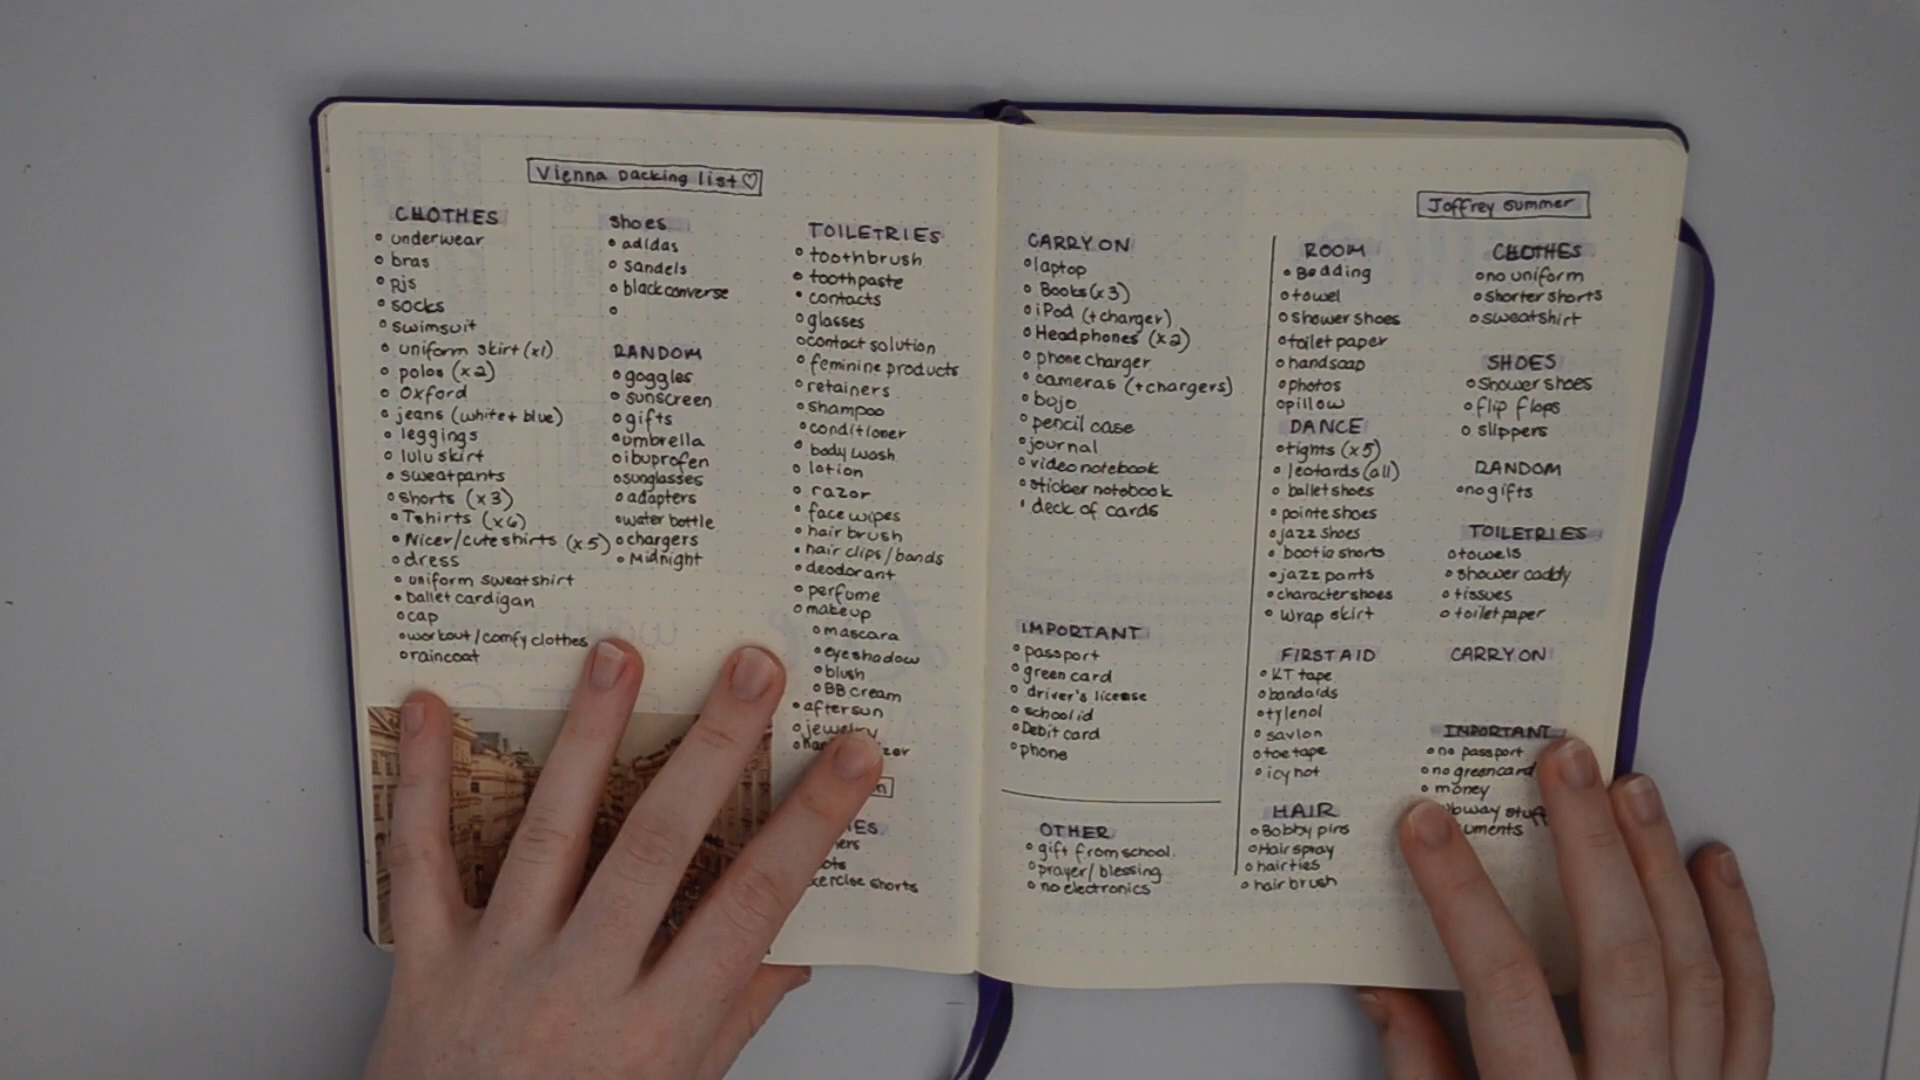 Vienna packing list♡
CLOTHES
underwear
bras
PJs
socks
swimsuit
uniform skirt (x1)
polos (x2)
Oxford
jeans (white + blue)
leggings
lulu skirt
sweatpants
shorts (x3)
Tshirts (x6)
Nicer/cute shirts (x5)
dress
uniform sweatshirt
ballet cardigan
cap
workout/comfy clothes
raincoat
shoes
adidas
sandels
black converse
RANDOM
goggles
sunscreen
gifts
umbrella
ibuprofen
sunglasses
adapters
water bottle
chargers
Midnight
TOILETRIES
toothbrush
toothpaste
contacts
glasses
contact solution
feminine products
retainers
shampoo
conditioner
body wash
lotion
razor
face wipes
hair brush
hair clips/bands
deodorant
perfume
makeup
mascara
eyeshadow
blush
BB cream
aftersun
jewelry
shorts
CARRY ON
laptop
Books (x3)
iPod (+charger)
Headphones (x2)
phone charger
cameras (+chargers)
bojo
pencil case
journal
video notebook
sticker notebook
deck of cards
IMPORTANT
passport
green card
driver's license
school id
Debit card
phone
OTHER
gift from school
prayer/blessing
no electronics
Joffrey summer
ROOM
Bedding
towel
shower shoes
toilet paper
handsoap
photos
pillow
DANCE
tights (x5)
leotards (all)
ballet shoes
pointe shoes
jazz shoes
bootie shorts
jazz pants
character shoes
wrap skirt
FIRST AID
KT tape
bandaids
tylenol
savlon
toe tape
icy hot
HAIR
Bobby pins
Hair spray
hair ties
hair brush
CLOTHES
no uniform
shorter shorts
sweatshirt
SHOES
shower shoes
flip flops
slippers
RANDOM
no gifts
TOILETRIES
towels
shower caddy
tissues
toilet paper
CARRY ON
IMPORTANT
no passport
no greencard
money
stuff